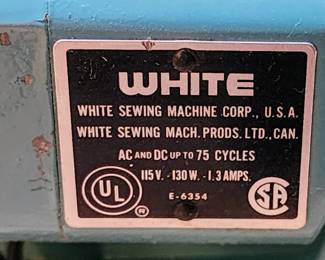 WHITE
WHITE SEWING MACHINE CORP., U.S.A.
WHITE SEWING MACH. PRODS. LTD., CAN.
AC AND DC UP TO 75 CYCLES
115 V. - 130 W. - 1.3 AMPS.
UL ® E-6354 SA